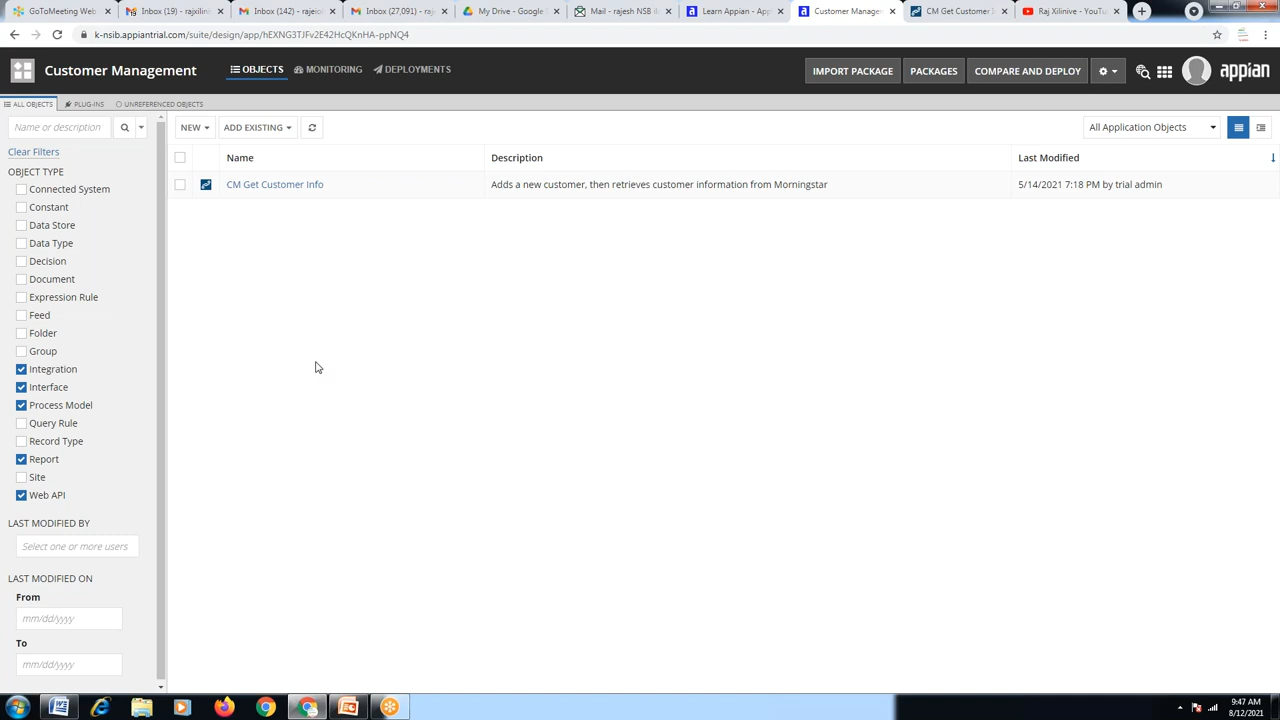 GoToMeeting Web
Inbox (19) - rajxilink
Inbox (142) - rajeio
Inbox (27,091) - raj
My Drive - Google
Mail - rajesh NSB il
Learn Appian - App
Customer Manage
CM Get Customer I
Raj Xilinive - YouTu
k-nsib.appiantrial.com/suite/design/app/hEXNG3TJFv2E42HcQKnHA-ppNQ4
Customer Management
OBJECTS
MONITORING
DEPLOYMENTS
IMPORT PACKAGE
PACKAGES
COMPARE AND DEPLOY
appian
ALL OBJECTS
PLUG-INS
UNREFERENCED OBJECTS
Name or description
NEW
ADD EXISTING
All Application Objects
Clear Filters
OBJECT TYPE
Connected System
Constant
Data Store
Data Type
Decision
Document
Expression Rule
Feed
Folder
Group
Integration
Interface
Process Model
Query Rule
Record Type
Report
Site
Web API
LAST MODIFIED BY
Select one or more users
LAST MODIFIED ON
From
mm/dd/yyyy
To
mm/dd/yyyy
Name
Description
Last Modified
CM Get Customer Info
Adds a new customer, then retrieves customer information from Morningstar
5/14/2021 7:18 PM by trial admin
9:47 AM
8/12/2021